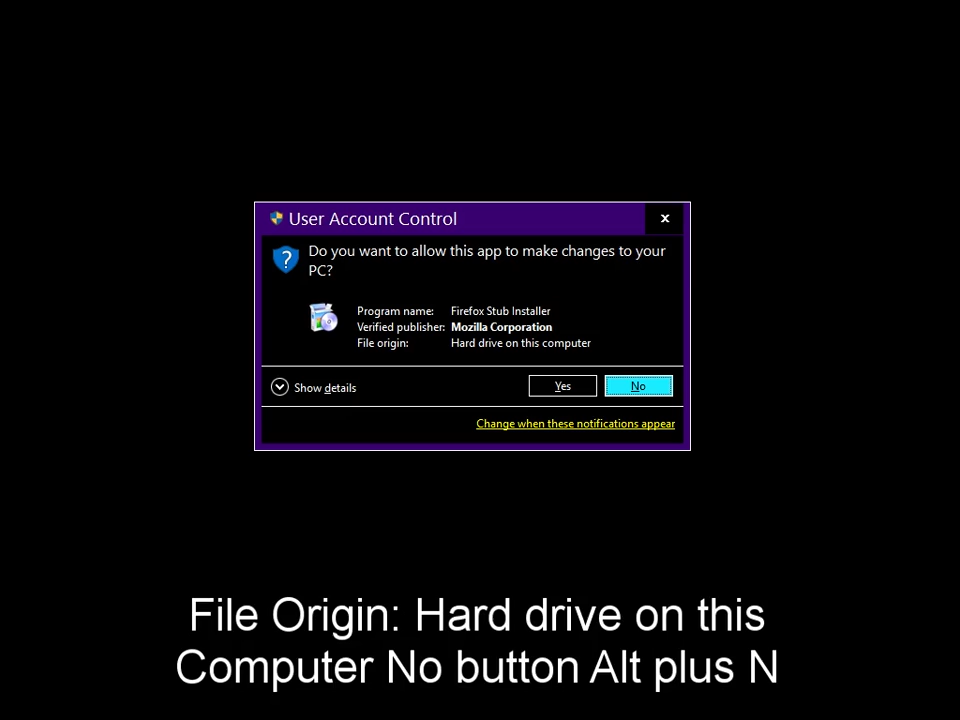 User Account Control
x
Do you want to allow this app to make changes to your
PC?
Program name: Firefox Stub Installer
Verified publisher: Mozilla Corporation
File origin: Hard drive on this computer
Show details
Yes
No
Change when these notifications appear
File Origin: Hard drive on this
Computer No button Alt plus N